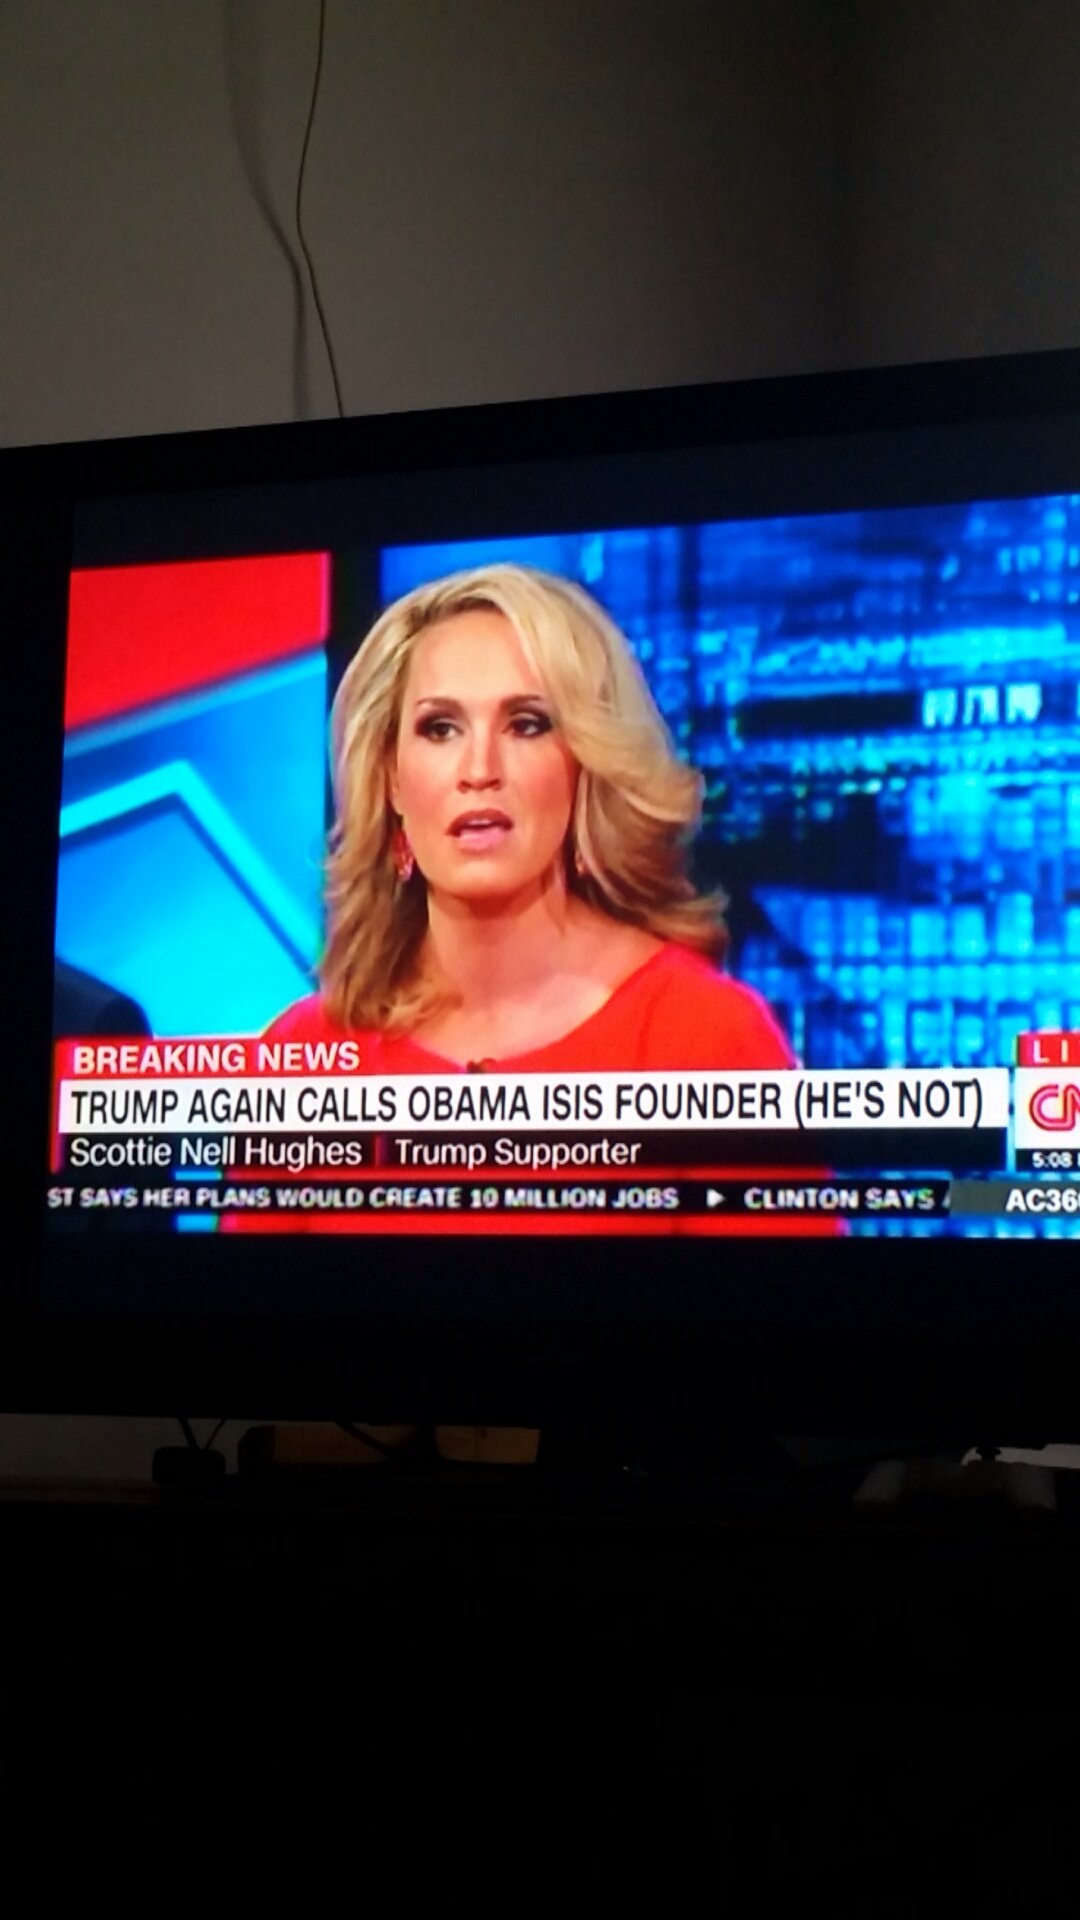 BREAKING NEWS
TRUMP AGAIN CALLS OBAMA ISIS FOUNDER (HE'S NOT)
Scottie Nell Hughes Trump Supporter
LI
CN
5:08
ST SAYS HER PLANS WOULD CREATE 10 MILLION JOBS ▶ CLINTON SAYS
AC36